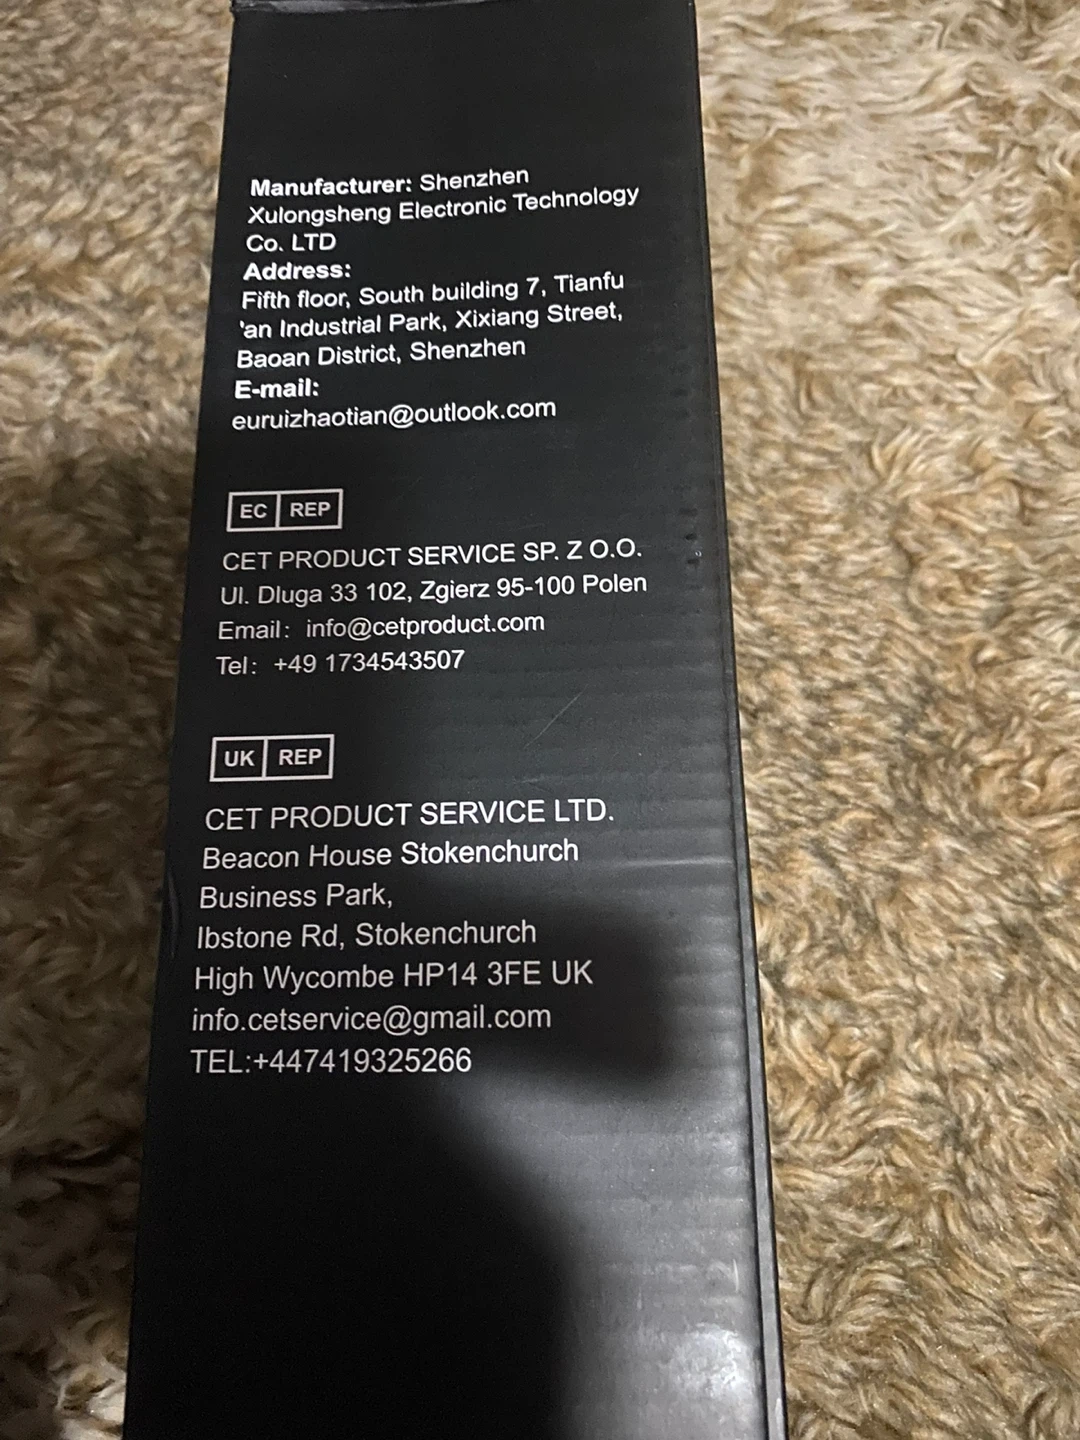 Manufacturer: Shenzhen
Xulongsheng Electronic Technology
Co. LTD
Address:
Fifth floor, South building 7, Tianfu
'an Industrial Park, Xixiang Street,
Baoan District, Shenzhen
E-mail:
euruizhaotian@outlook.com
EC REP
CET PRODUCT SERVICE SP. Z O.O.
Ul. Dluga 33 102, Zgierz 95-100 Polen
Email: info@cetproduct.com
Tel: +49 1734543507
UK REP
CET PRODUCT SERVICE LTD.
Beacon House Stokenchurch
Business Park,
Ibstone Rd, Stokenchurch
High Wycombe HP14 3FE UK
info.cetservice@gmail.com
TEL:+447419325266